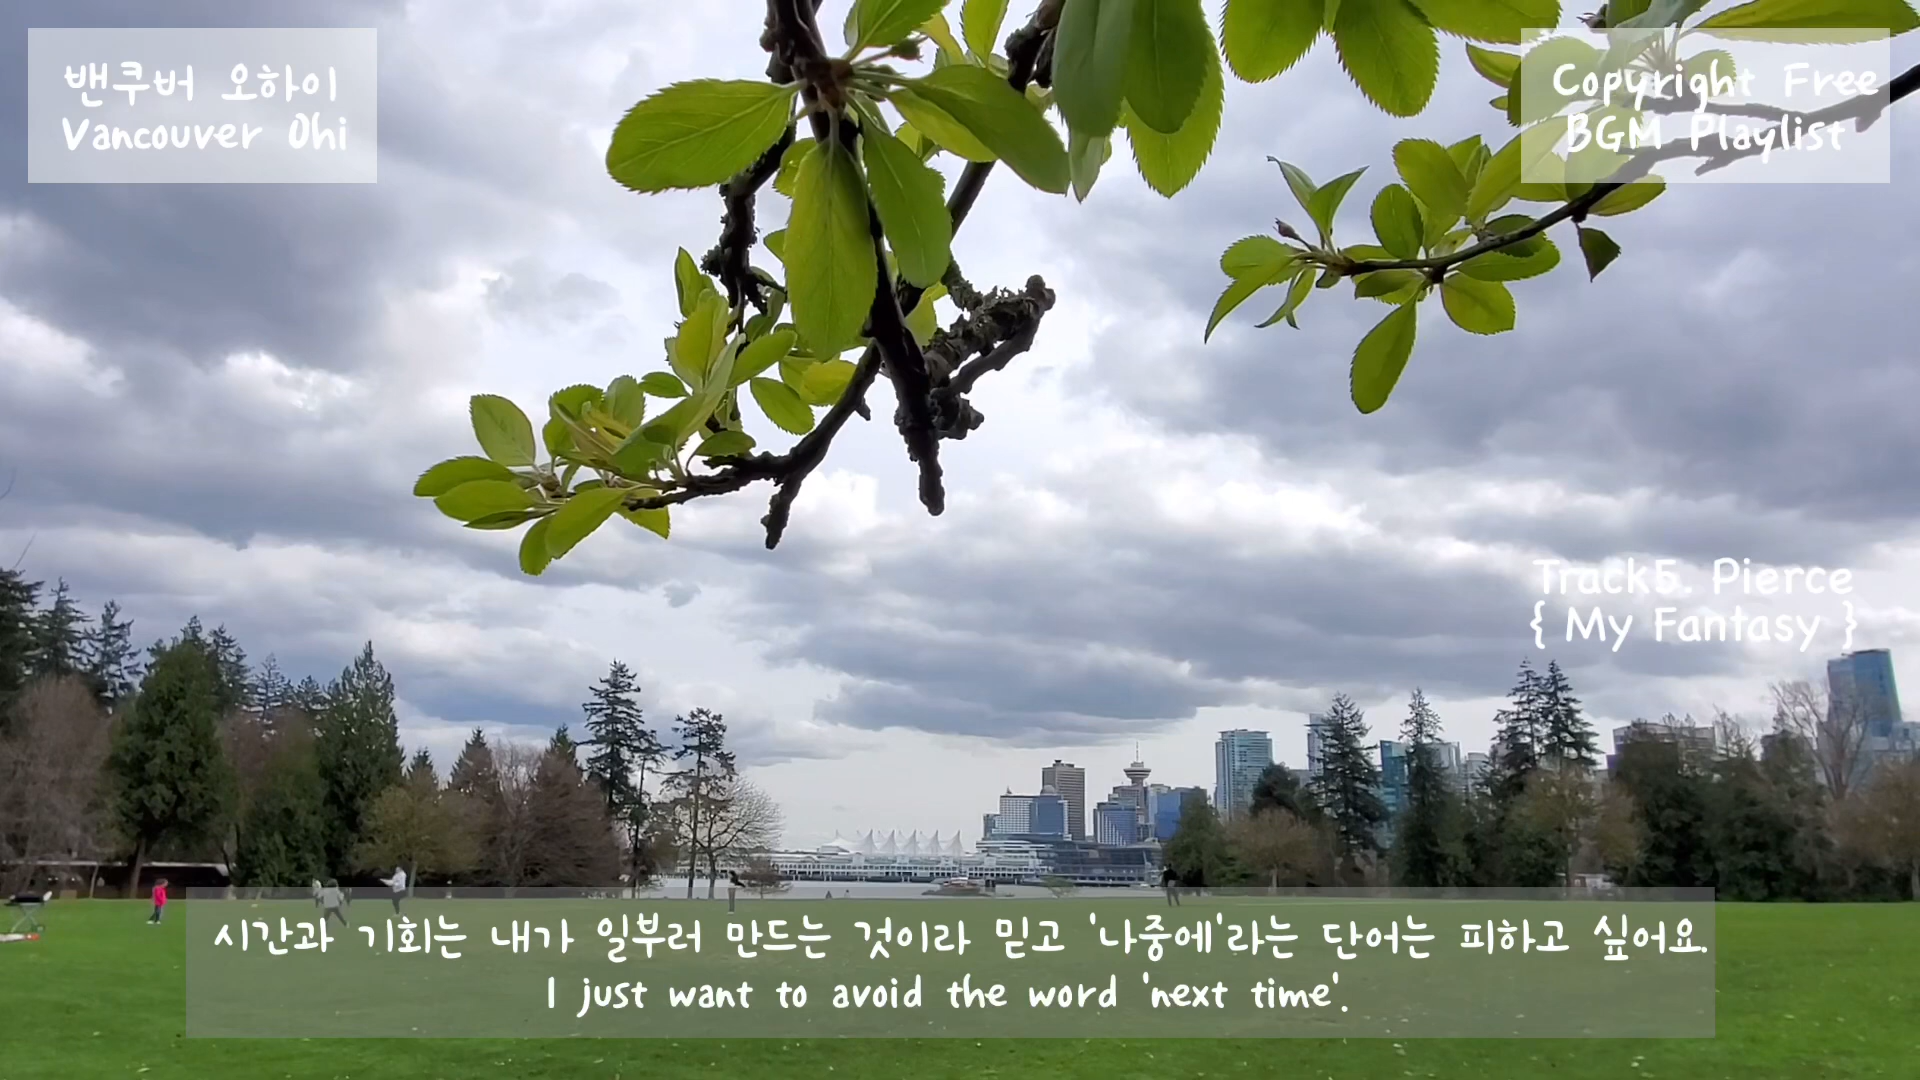 밴쿠버 오하이
Vancouver Ohi
Copyright Free
BGM Playlist
Track5. Pierce
{ My Fantasy }
시간과 기회는 내가 일부러 만드는 것이라 믿고 '나중에'라는 단어는 피하고 싶어요.
I just want to avoid the word 'next time'.